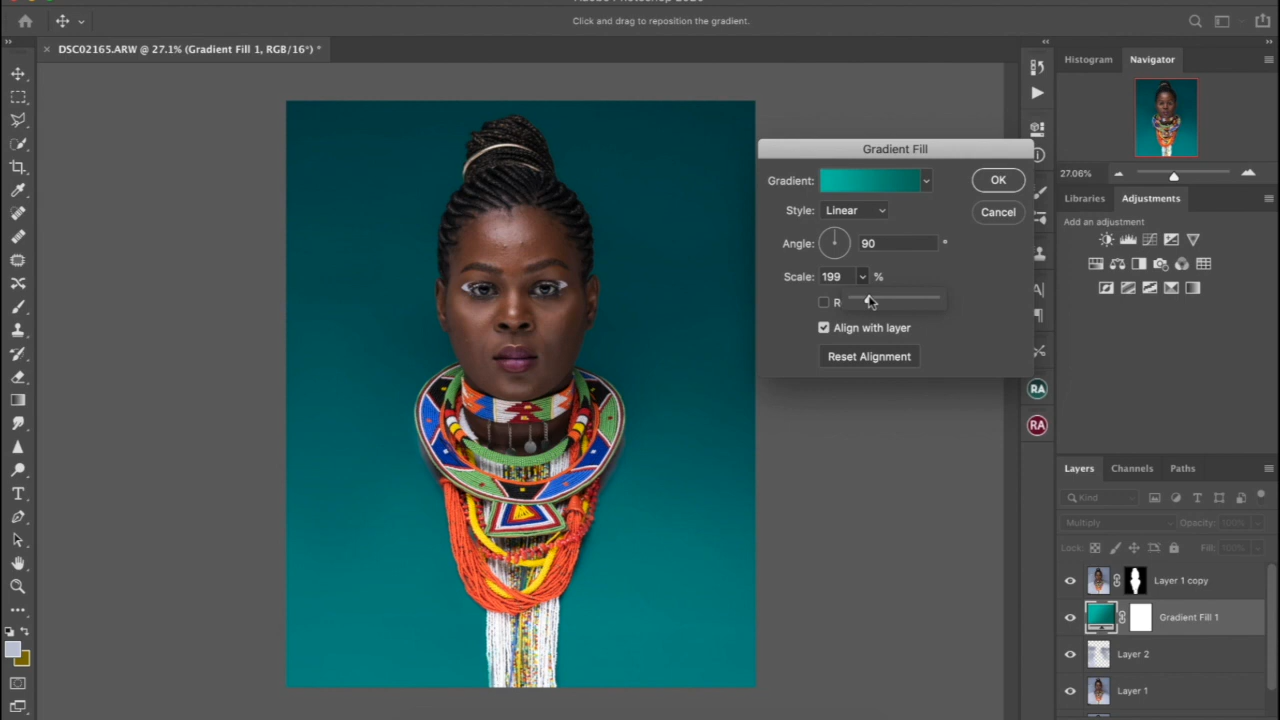 Click and drag to reposition the gradient.
DSC02165.ARW @ 27.1% (Gradient Fill 1, RGB/16*) *
Histogram
Navigator
27.06%
Libraries
Adjustments
Add an adjustment
Gradient Fill
Gradient:
OK
Style:
Linear
Cancel
Angle:
90
°
Scale:
199
%
R
Align with layer
Reset Alignment
RA
RA
Layers
Channels
Paths
Kind
Multiply
Opacity:
100%
Lock:
Fill:
100%
Layer 1 copy
Gradient Fill 1
Layer 2
Layer 1